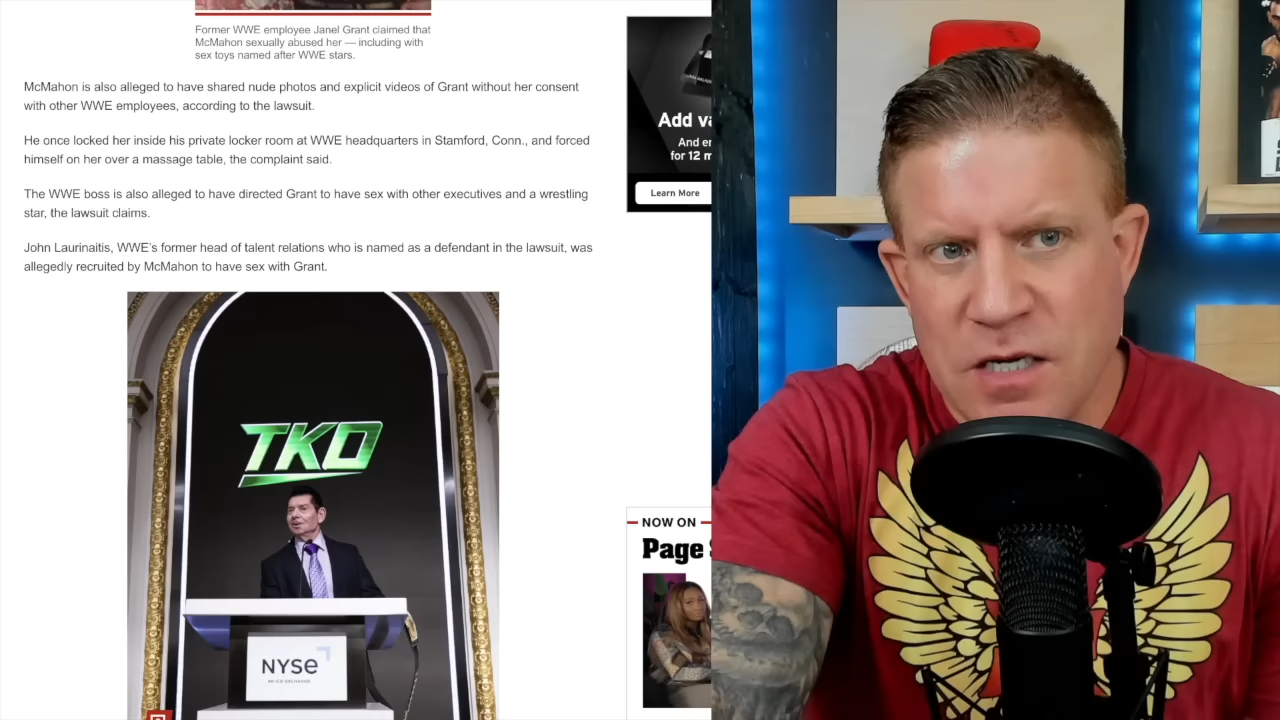 Former WWE employee Janel Grant claimed that
McMahon sexually abused her — including with
sex toys named after WWE stars.
McMahon is also alleged to have shared nude photos and explicit videos of Grant without her consent
with other WWE employees, according to the lawsuit.
He once locked her inside his private locker room at WWE headquarters in Stamford, Conn., and forced
himself on her over a massage table, the complaint said.
The WWE boss is also alleged to have directed Grant to have sex with other executives and a wrestling
star, the lawsuit claims.
John Laurinaitis, WWE's former head of talent relations who is named as a defendant in the lawsuit, was
allegedly recruited by McMahon to have sex with Grant.
TKO
NYSE
Add
for 12
Learn More
NOW ON
Page